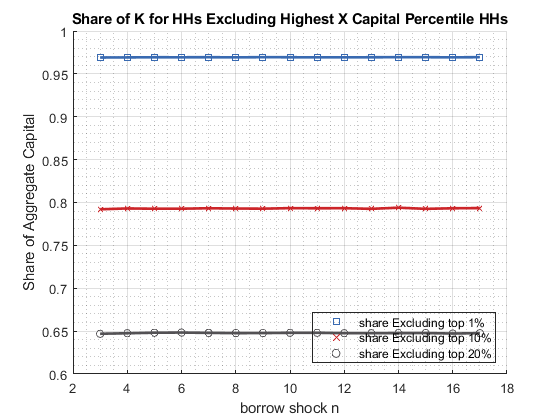 Share of K for HHs Excluding Highest X Capital Percentile HHs
1
0.95
0.9
0.85
0.8
0.75
0.7
0.65
0.6
Share of Aggregate Capital
share Excluding top 1%
share Excluding top 10%
share Excluding top 20%
2 4 6 8 10 12 14 16 18
borrow shock n